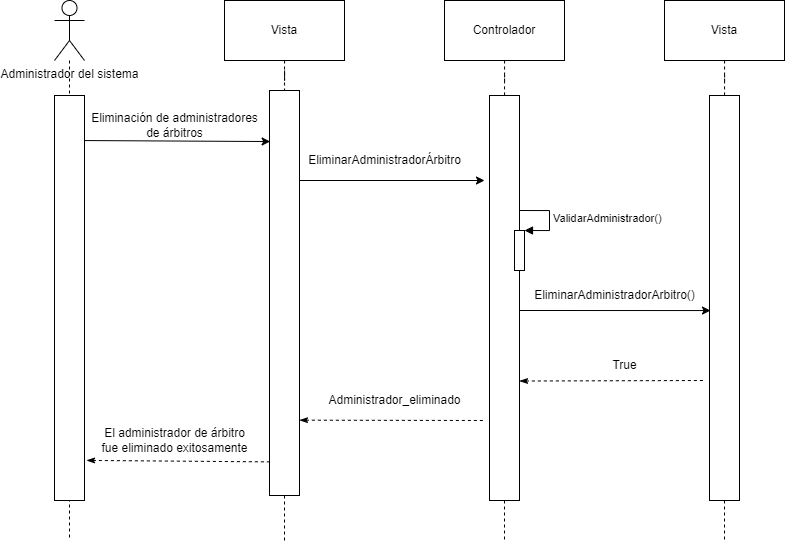 Vista
Controlador
Vista
Administrador del sistema
Eliminación de administradores
de árbitros
EliminarAdministradorÁrbitro
ValidarAdministrador()
EliminarAdministradorArbitro()
True
Administrador_eliminado
El administrador de árbitro
fue eliminado exitosamente